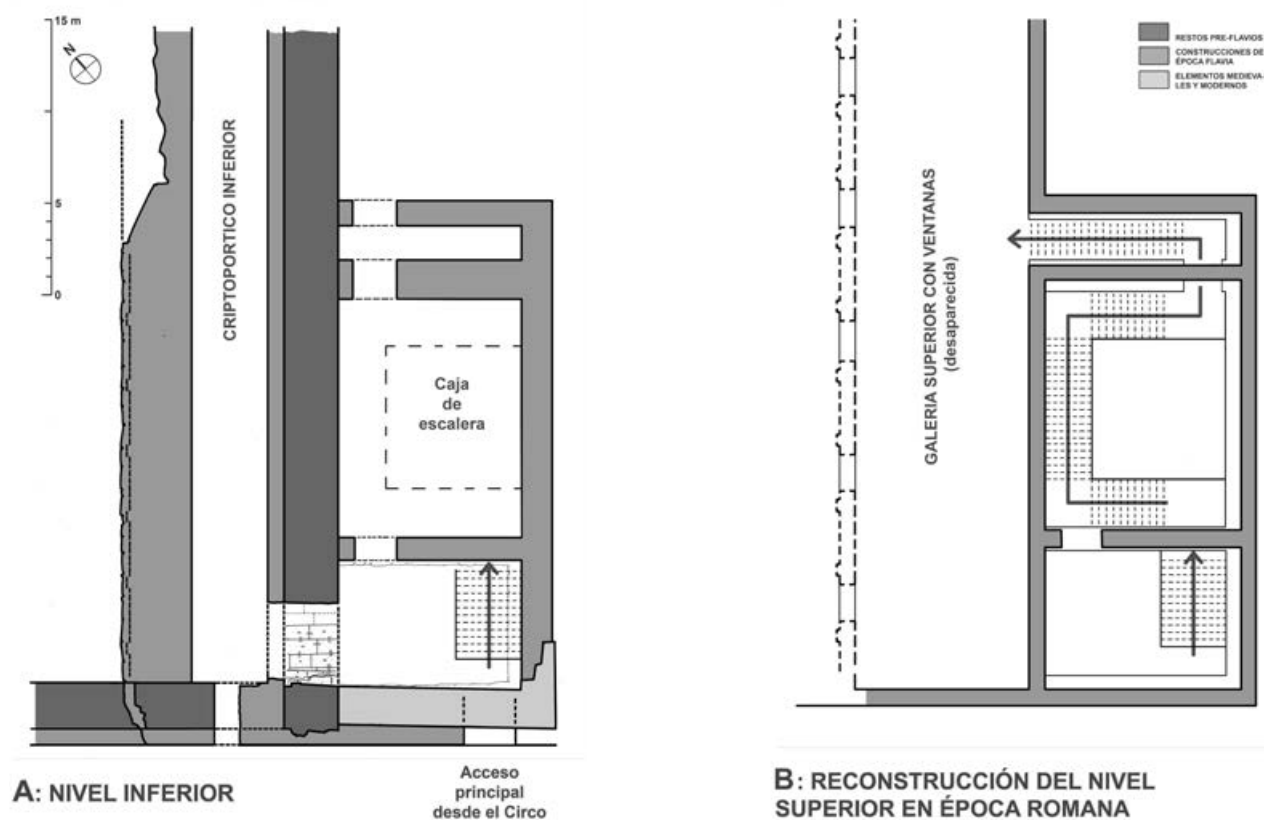 15 m
N
5
0
CRIPTOPORTICO INFERIOR
Caja
de
escalera
A: NIVEL INFERIOR
Acceso
principal
desde el Circo
RESTOS PRE-FLAVIOS
CONSTRUCCIONES DE
ÉPOCA FLAVIA
ELEMENTOS MEDIEVA-
LES Y MODERNOS
GALERIA SUPERIOR CON VENTANAS
(desaparecida)
B: RECONSTRUCCIÓN DEL NIVEL
SUPERIOR EN ÉPOCA ROMANA